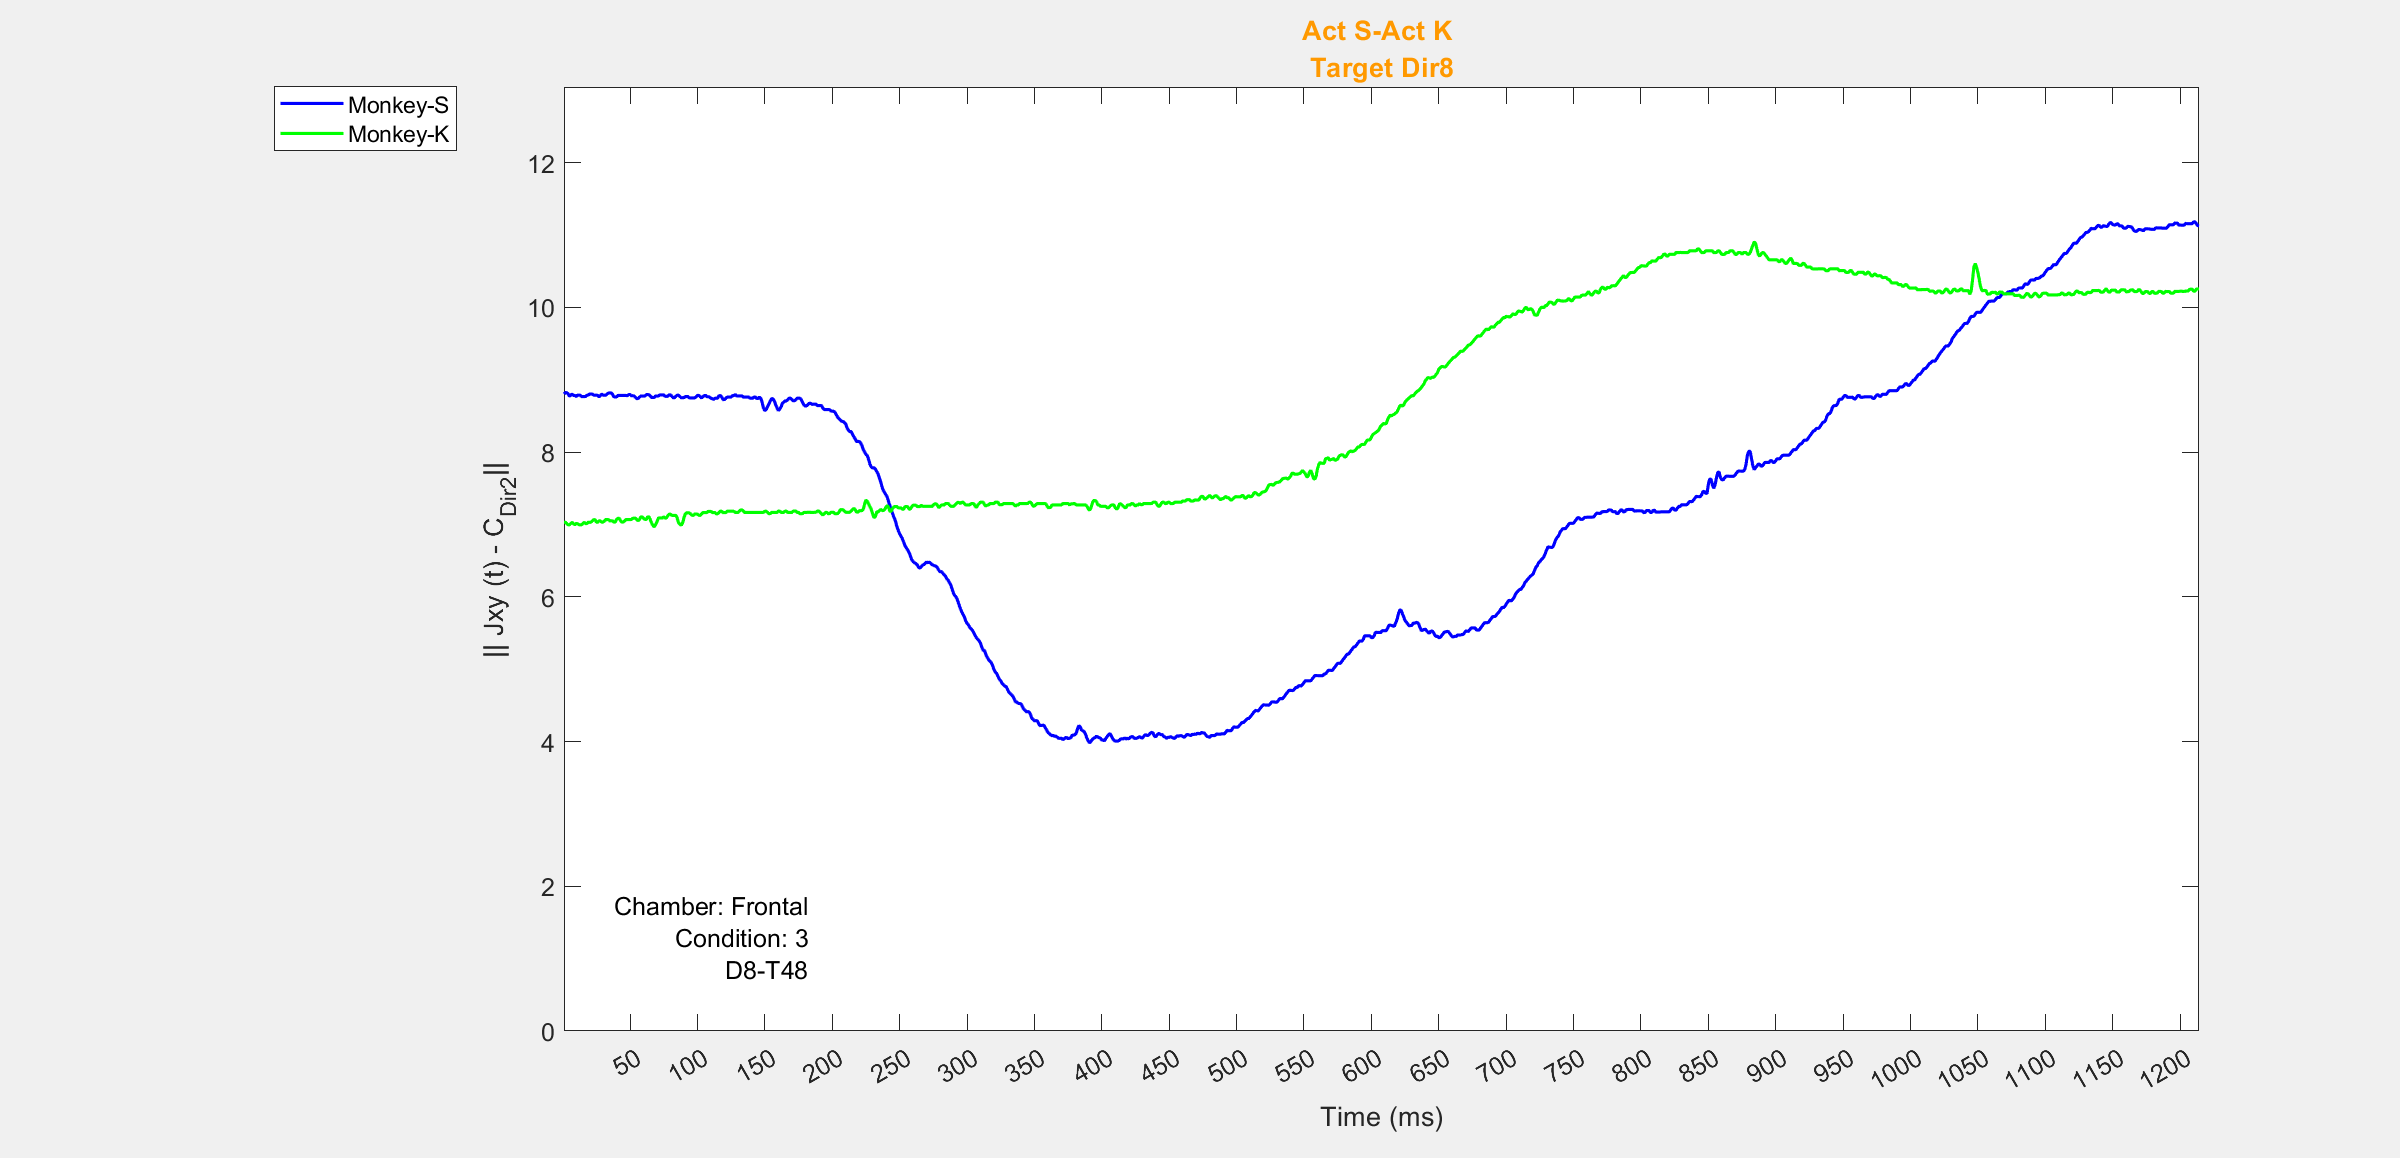 Act S-Act K
Target Dir8
Monkey-S
Monkey-K
|| Jxy (t) - C_Dir2||
12
10
8
6
4
2
0
Chamber: Frontal
Condition: 3
D8-T48
50 100 150 200 250 300 350 400 450 500 550 600 650 700 750 800 850 900 950 1000 1050 1100 1150 1200
Time (ms)